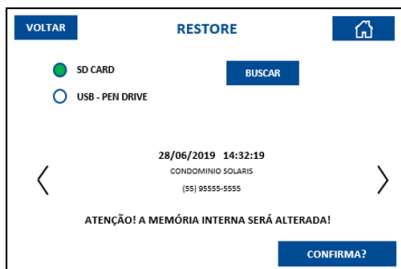 VOLTAR
RESTORE
SD CARD
BUSCAR
USB - PEN DRIVE
28/06/2019 14:32:19
CONDOMINIO SOLARIS
(55) 95555-5555
ATENÇÃO! A MEMÓRIA INTERNA SERÁ ALTERADA!
CONFIRMA?